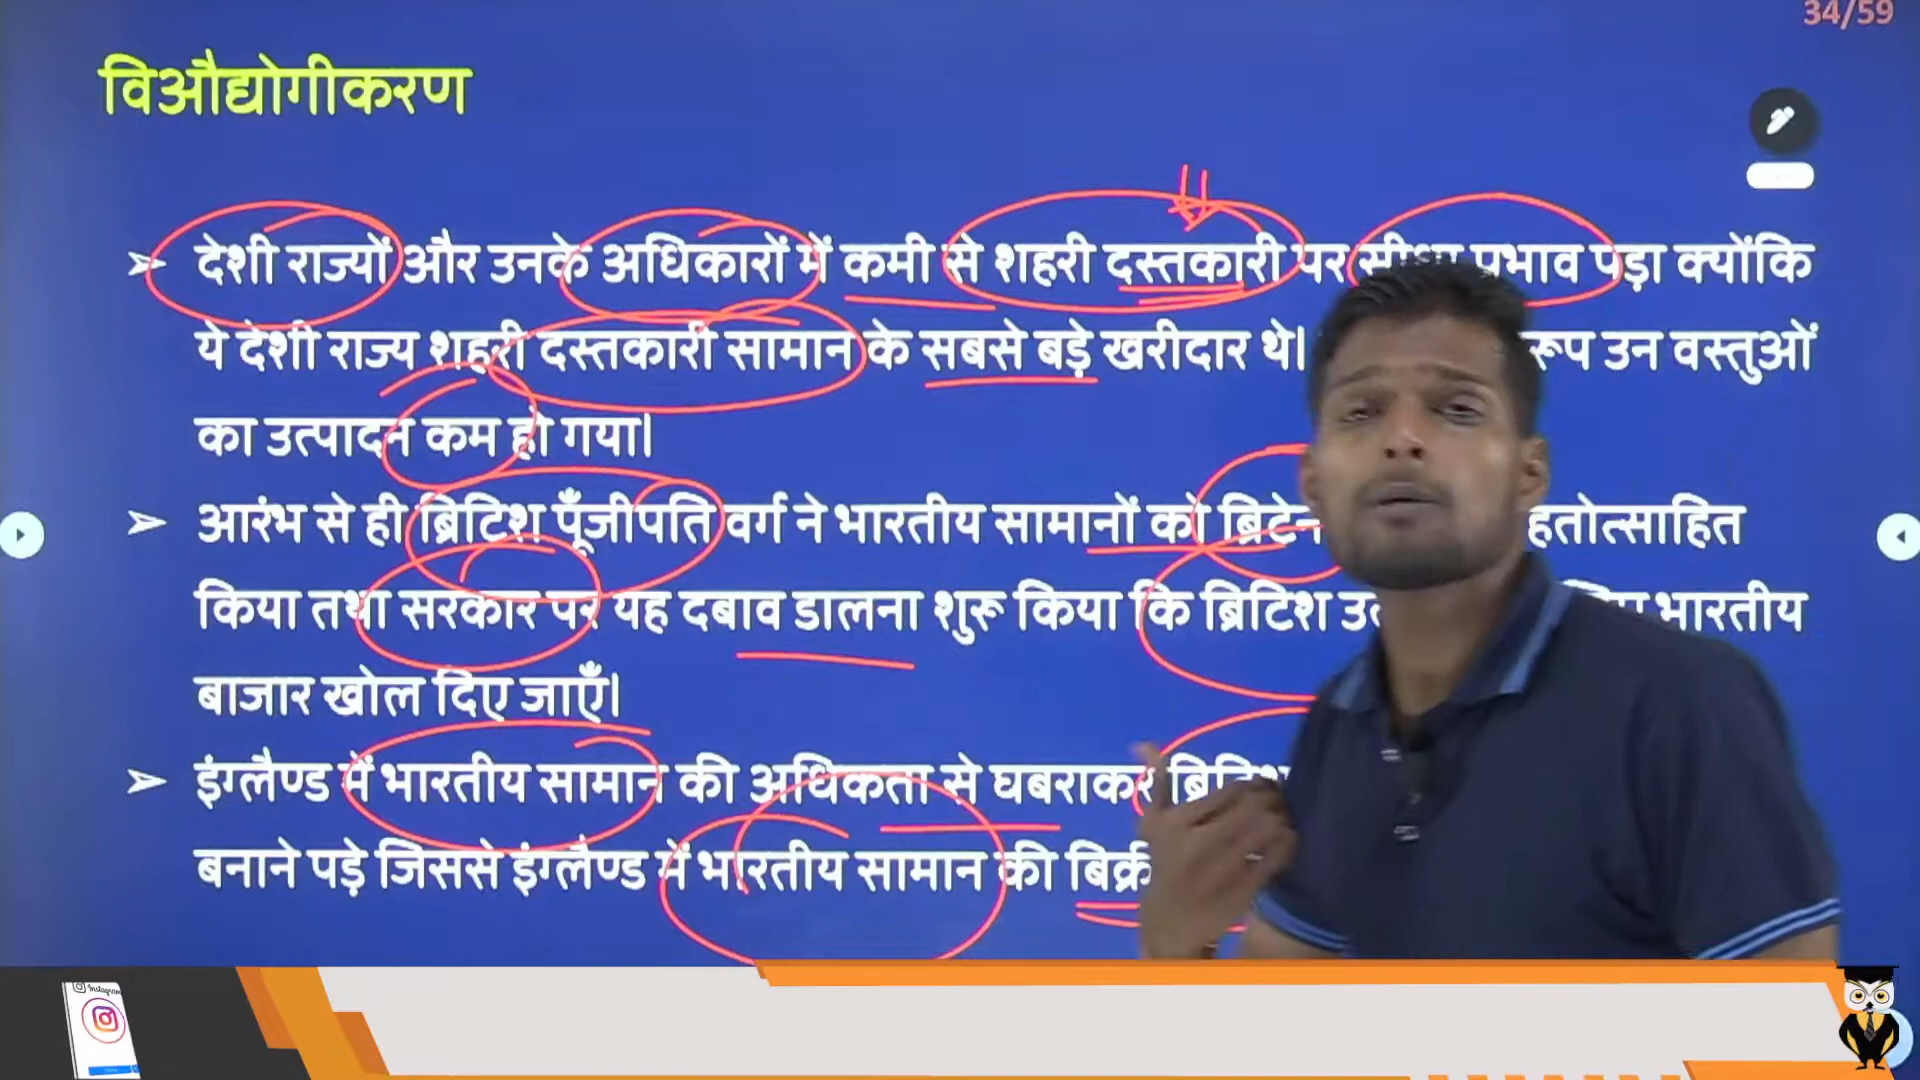 34/59
विऔद्योगीकरण
➢ देशी राज्यों और उनके अधिकारों में कमी से शहरी दस्तकारी पर सीधा प्रभाव पड़ा क्योंकि
ये देशी राज्य शहरी दस्तकारी सामान के सबसे बड़े खरीदार थे। रूप उन वस्तुओं
का उत्पादन कम हो गया।
➢ आरंभ से ही ब्रिटिश पूँजीपति वर्ग ने भारतीय सामानों को हतोत्साहित
किया तथा सरकार पर यह दबाव डालना शुरू किया कि ब्रिटिश भारतीय
बाजार खोल दिए जाएँ।
➢ इंग्लैण्ड में भारतीय सामान की अधिकता से घबराकर
बनाने पड़े जिससे इंग्लैण्ड में भारतीय सामान की
Instagram